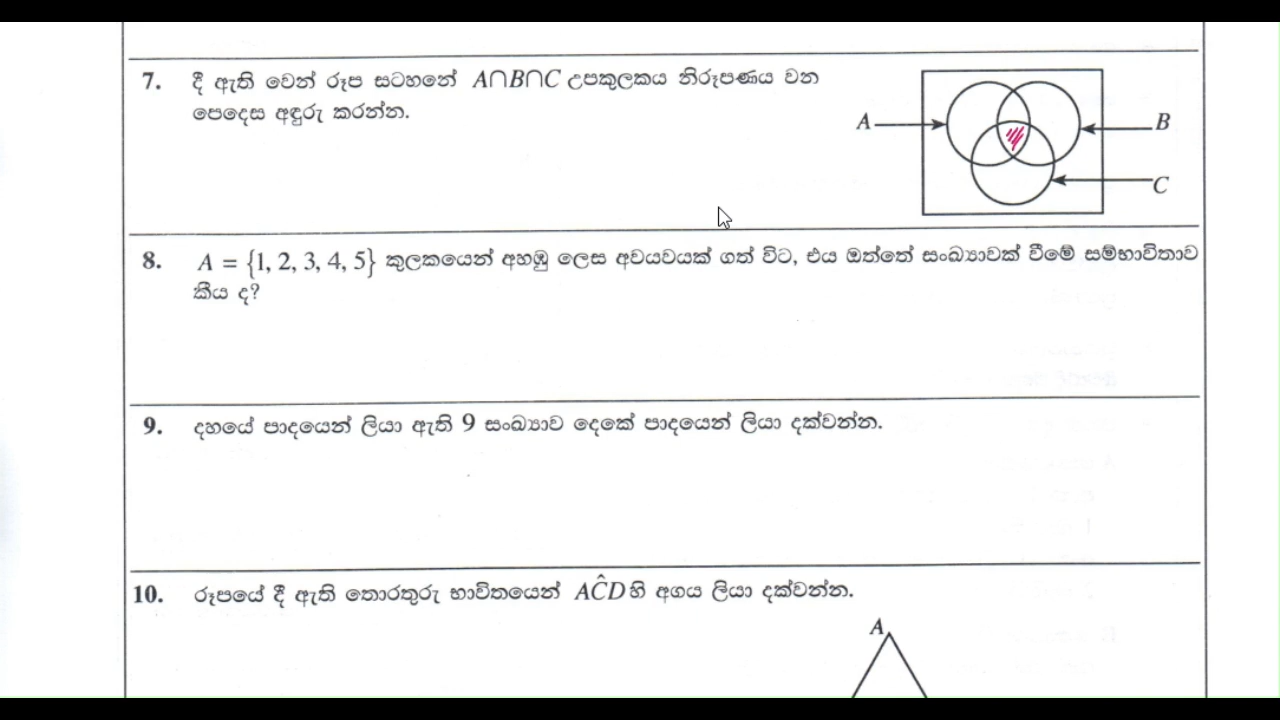 7. දී ඇති වෙන් රූප සටහනේ A∩B∩C උපකුලකය නිරූපණය වන
පෙදෙස අඳුරු කරන්න.
A
B
C
8. A = {1, 2, 3, 4, 5} කුලකයෙන් අහඹු ලෙස අවයවයක් ගත් විට, එය ඔත්තේ සංඛ්‍යාවක් වීමේ සම්භාවිතාව
කීය ද?
9. දහයේ පාදයෙන් ලියා ඇති 9 සංඛ්‍යාව දෙකේ පාදයෙන් ලියා දක්වන්න.
10. රූපයේ දී ඇති තොරතුරු භාවිතයෙන් AĈD හි අගය ලියා දක්වන්න.
A